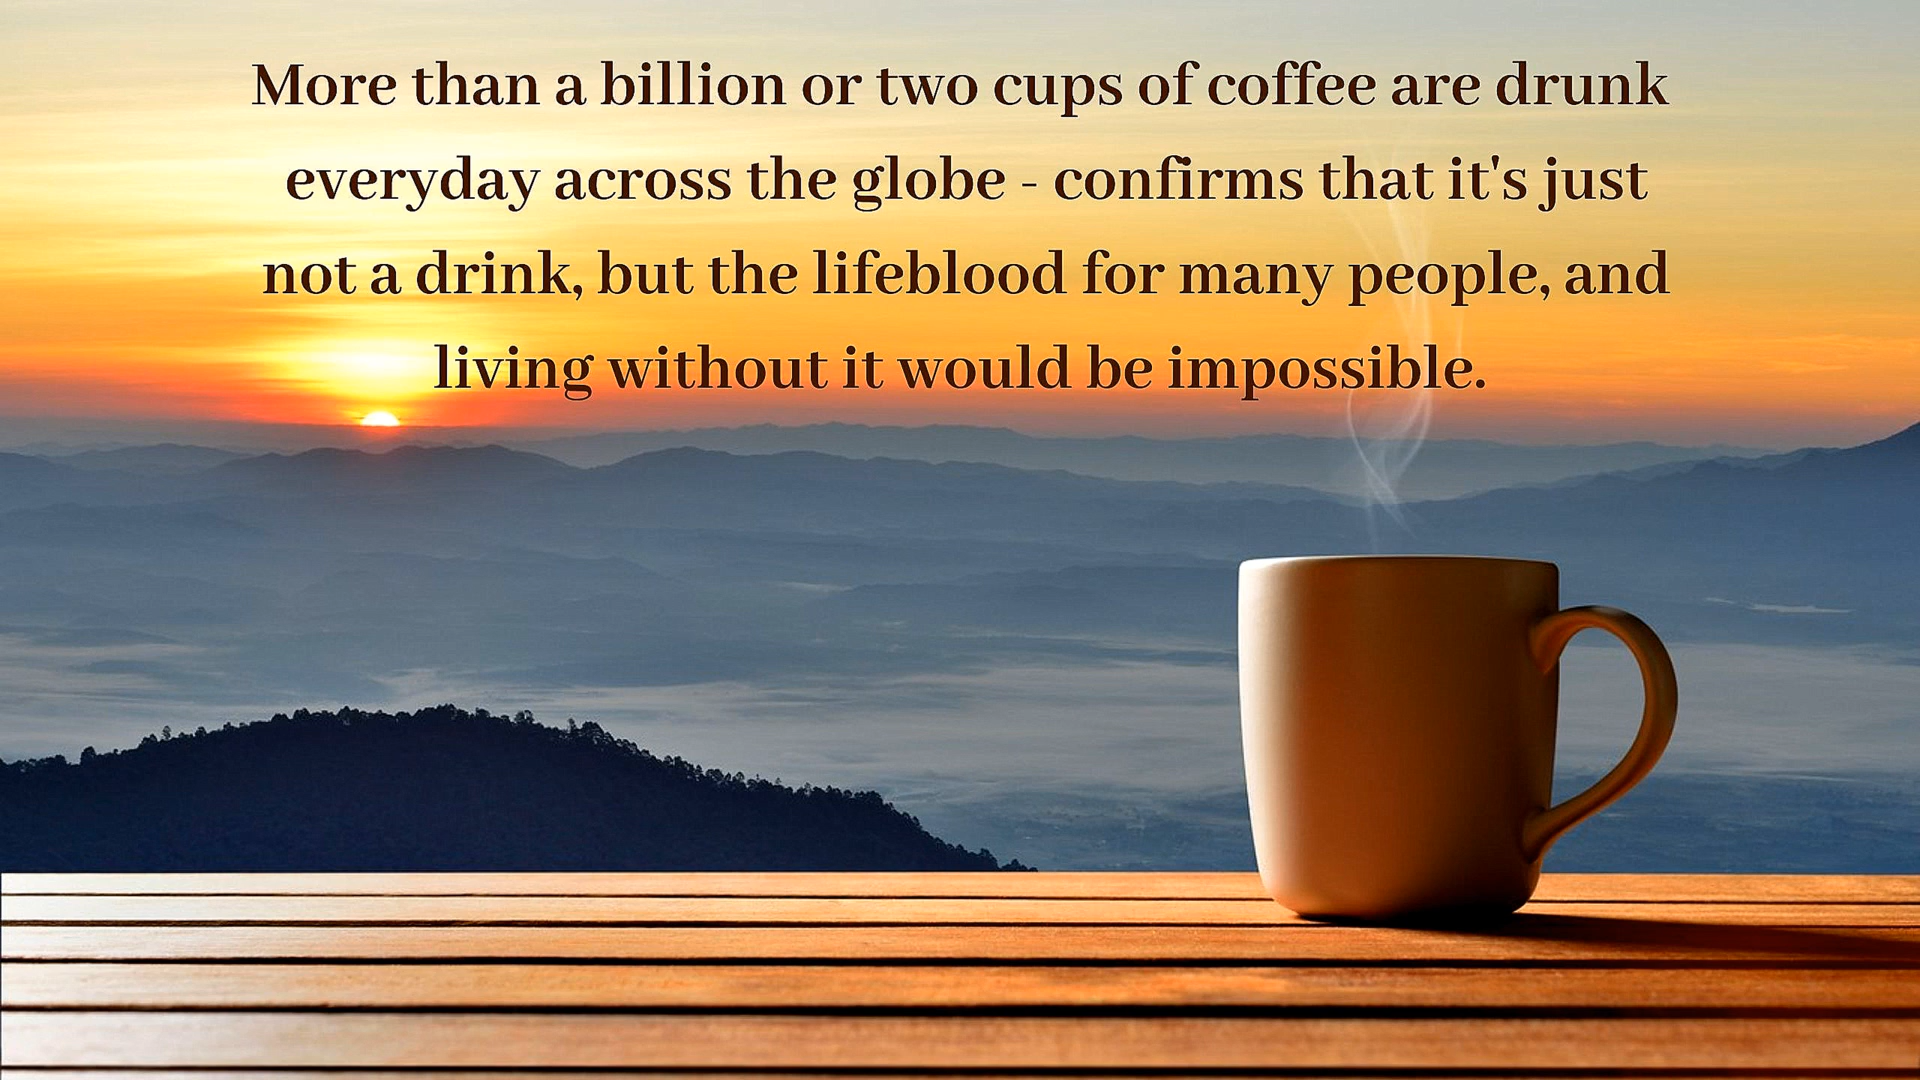 More than a billion or two cups of coffee are drunk
everyday across the globe - confirms that it's just
not a drink, but the lifeblood for many people, and
living without it would be impossible.